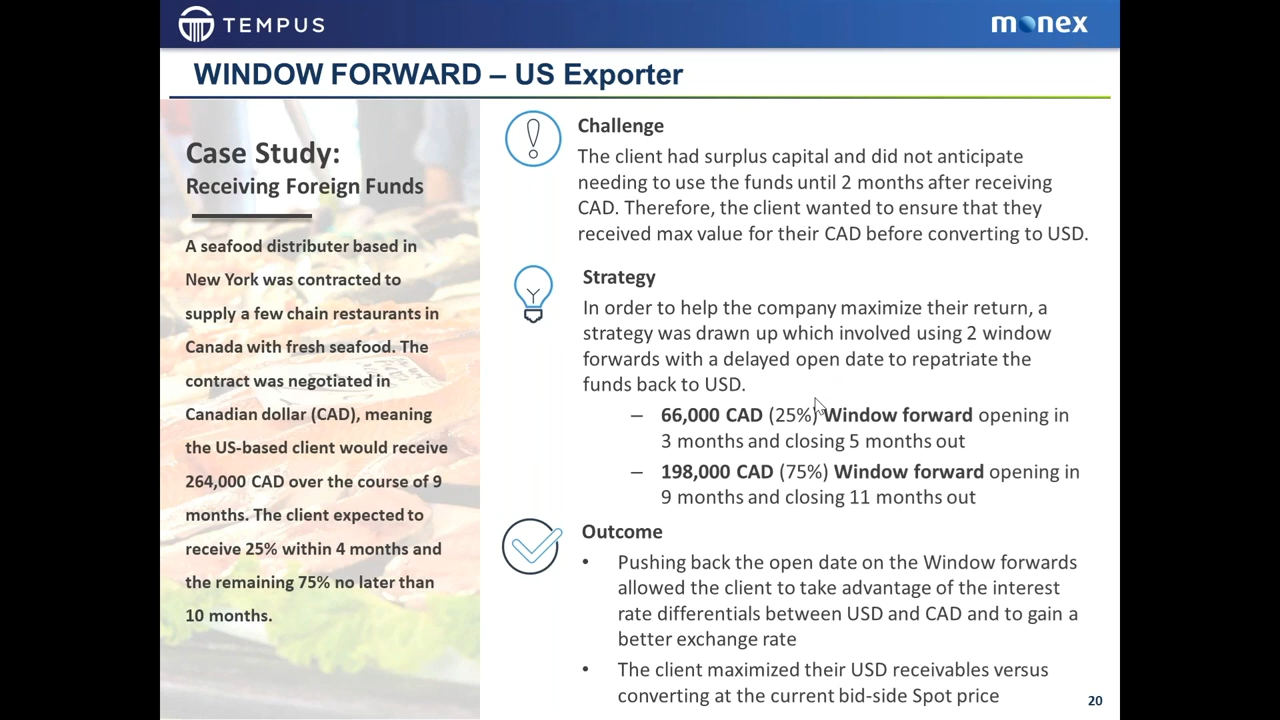 TEMPUS
monex
WINDOW FORWARD – US Exporter
Case Study:
Receiving Foreign Funds
A seafood distributer based in
New York was contracted to
supply a few chain restaurants in
Canada with fresh seafood. The
contract was negotiated in
Canadian dollar (CAD), meaning
the US-based client would receive
264,000 CAD over the course of 9
months. The client expected to
receive 25% within 4 months and
the remaining 75% no later than
10 months.
Challenge
The client had surplus capital and did not anticipate
needing to use the funds until 2 months after receiving
CAD. Therefore, the client wanted to ensure that they
received max value for their CAD before converting to USD.
Strategy
In order to help the company maximize their return, a
strategy was drawn up which involved using 2 window
forwards with a delayed open date to repatriate the
funds back to USD.
– 66,000 CAD (25%) Window forward opening in
3 months and closing 5 months out
– 198,000 CAD (75%) Window forward opening in
9 months and closing 11 months out
Outcome
• Pushing back the open date on the Window forwards
allowed the client to take advantage of the interest
rate differentials between USD and CAD and to gain a
better exchange rate
• The client maximized their USD receivables versus
converting at the current bid-side Spot price
20